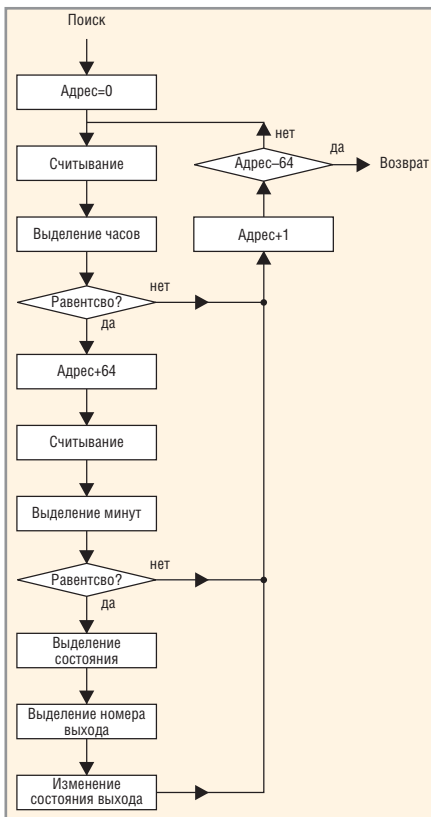 Поиск
Адрес=0
Считывание
Выделение часов
Равентсво?
нет
да
Адрес+64
Считывание
Выделение минут
Равентсво?
нет
да
Выделение
состояния
Выделение номера
выхода
Изменение
состояния выхода
Адрес+1
Адрес–64
нет
да
Возврат